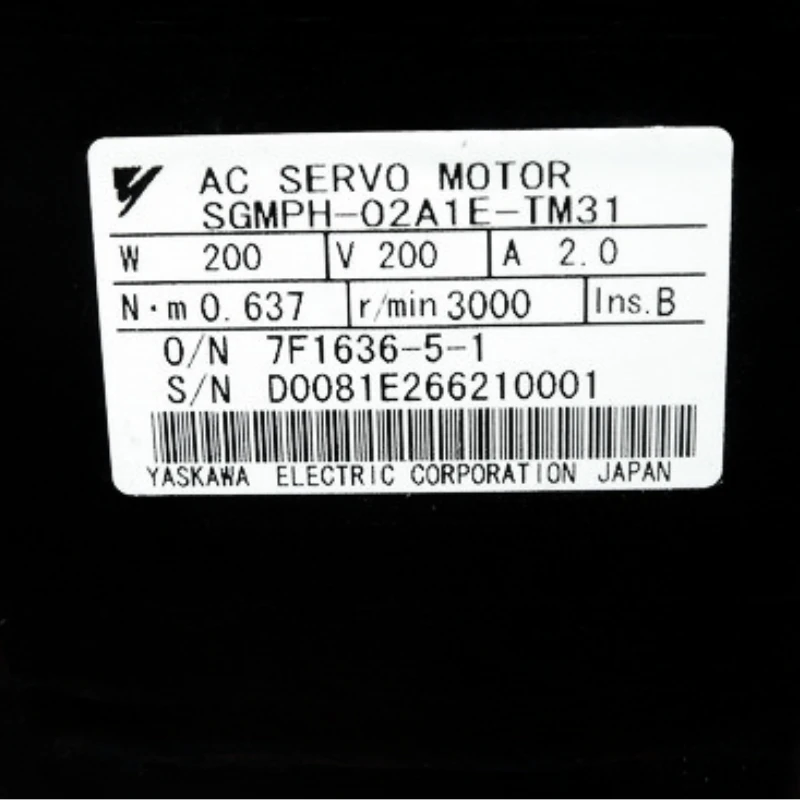 AC SERVO MOTOR
SGMPH-02A1E-TM31
W 200 V 200 A 2.0
N·m 0.637 r/min 3000 Ins. B
O/N 7F1636-5-1
S/N D0081E266210001
YASKAWA ELECTRIC CORPORATION JAPAN